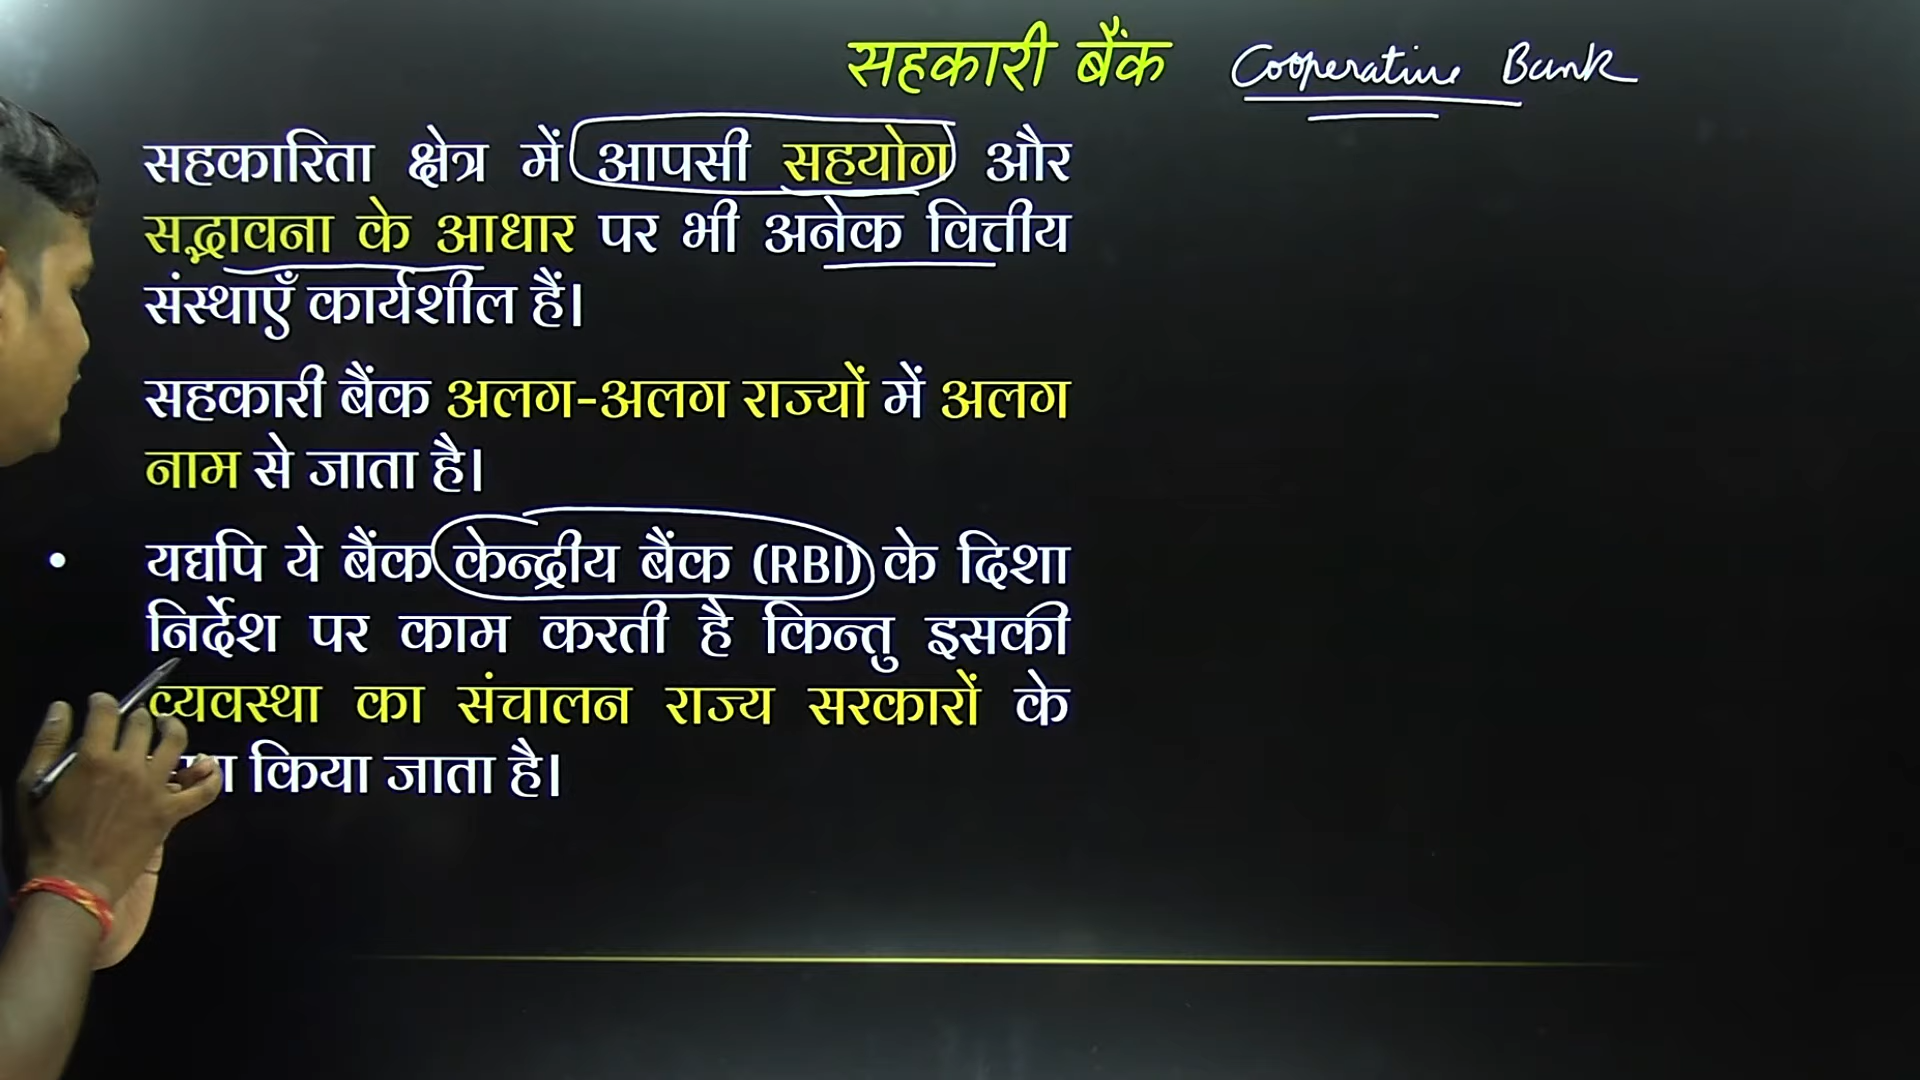 सहकारी बैंक Cooperative Bank
सहकारिता क्षेत्र में आपसी सहयोग और
सद्भावना के आधार पर भी अनेक वित्तीय
संस्थाएँ कार्यशील हैं।
सहकारी बैंक अलग-अलग राज्यों में अलग
नाम से जाता है।
• यद्यपि ये बैंक केन्द्रीय बैंक (RBI) के दिशा
निर्देश पर काम करती है किन्तु इसकी
व्यवस्था का संचालन राज्य सरकारों के
किया जाता है।